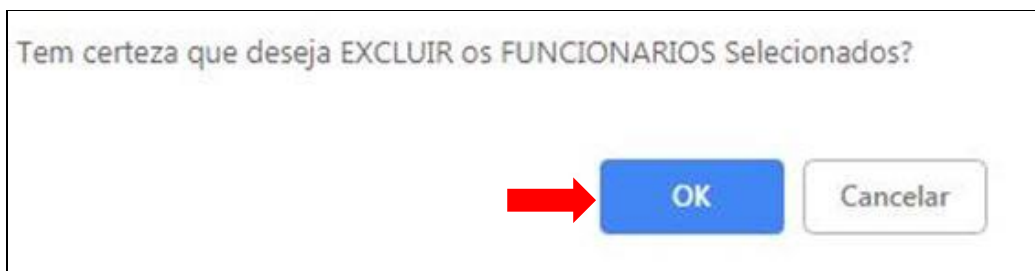 Tem certeza que deseja EXCLUIR os FUNCIONARIOS Selecionados?
OK Cancelar